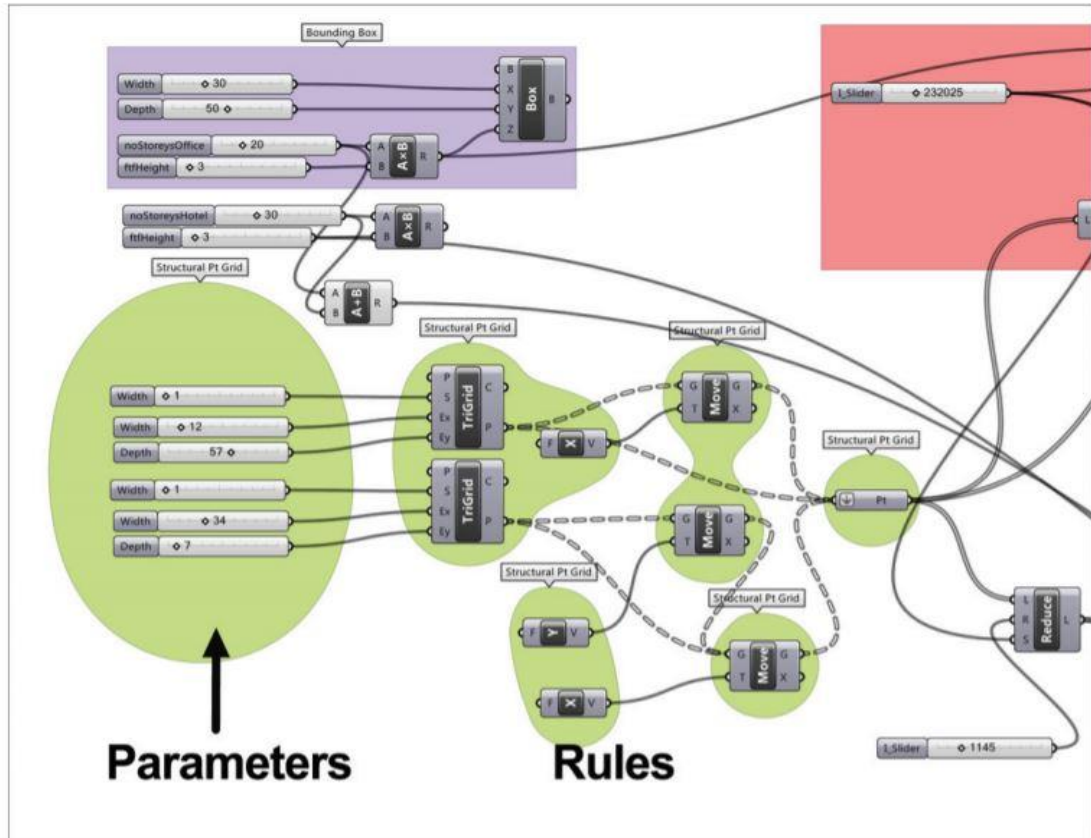 Bounding Box
Width 30
Depth 50
B X Y Z Box B
noStoreysOffice 20
ftfHeight 3
A B A×B R
I_Slider 232025
noStoreysHotel 30
ftfHeight 3
A B A×B R
L
Structural Pt Grid
A B A+B R
Structural Pt Grid
Structural Pt Grid
Width 1
Width 12
Depth 57
P S Ex Ey TriGrid C P
G T Move G X
F X V
Structural Pt Grid
Pt
Width 1
Width 34
Depth 7
P S Ex Ey TriGrid C P
G T Move G X
Structural Pt Grid
Structural Pt Grid
F Y V
G T Move G X
F X V
L R S Reduce L
I_Slider 1145
Parameters
Rules